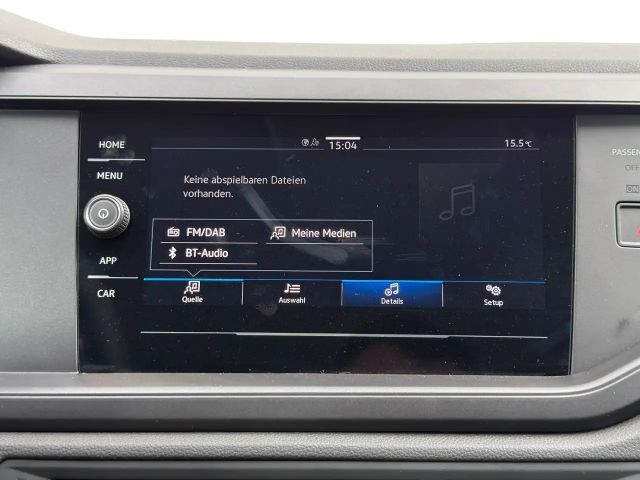 HOME
15:04
15.5°C
PASSEN
MENU
OFF
Keine abspielbaren Dateien
vorhanden.
ON
FM/DAB
Meine Medien
BT-Audio
APP
CAR
Quelle
Auswahl
Details
Setup